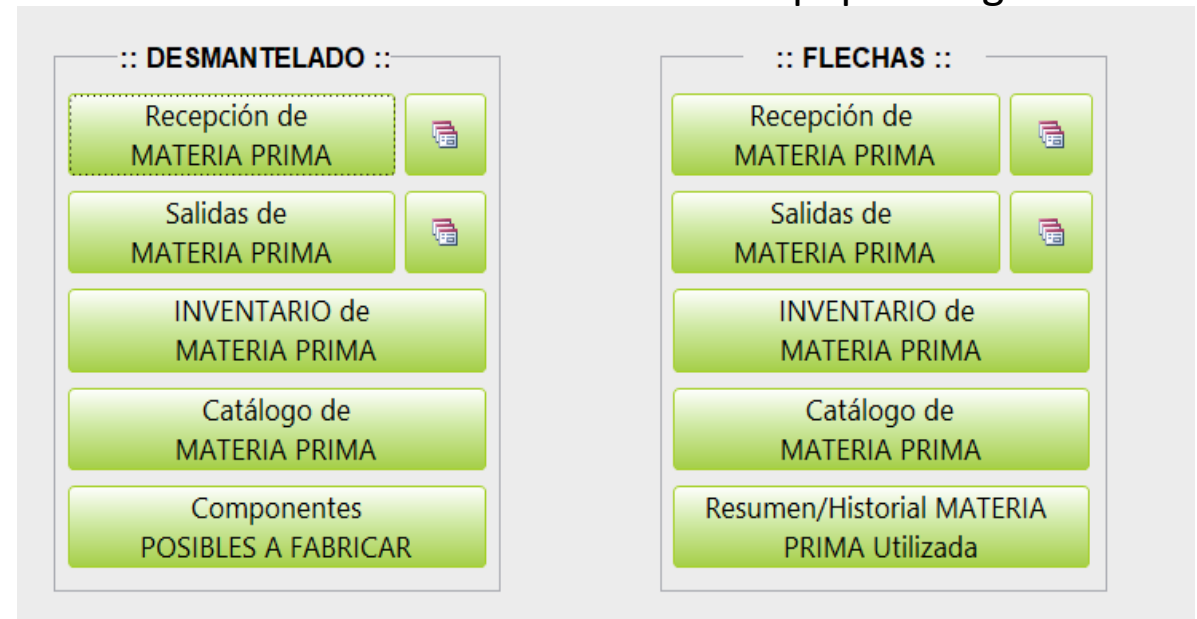 :: DESMANTELADO ::
Recepción de
MATERIA PRIMA
Salidas de
MATERIA PRIMA
INVENTARIO de
MATERIA PRIMA
Catálogo de
MATERIA PRIMA
Componentes
POSIBLES A FABRICAR
:: FLECHAS ::
Recepción de
MATERIA PRIMA
Salidas de
MATERIA PRIMA
INVENTARIO de
MATERIA PRIMA
Catálogo de
MATERIA PRIMA
Resumen/Historial MATERIA
PRIMA Utilizada